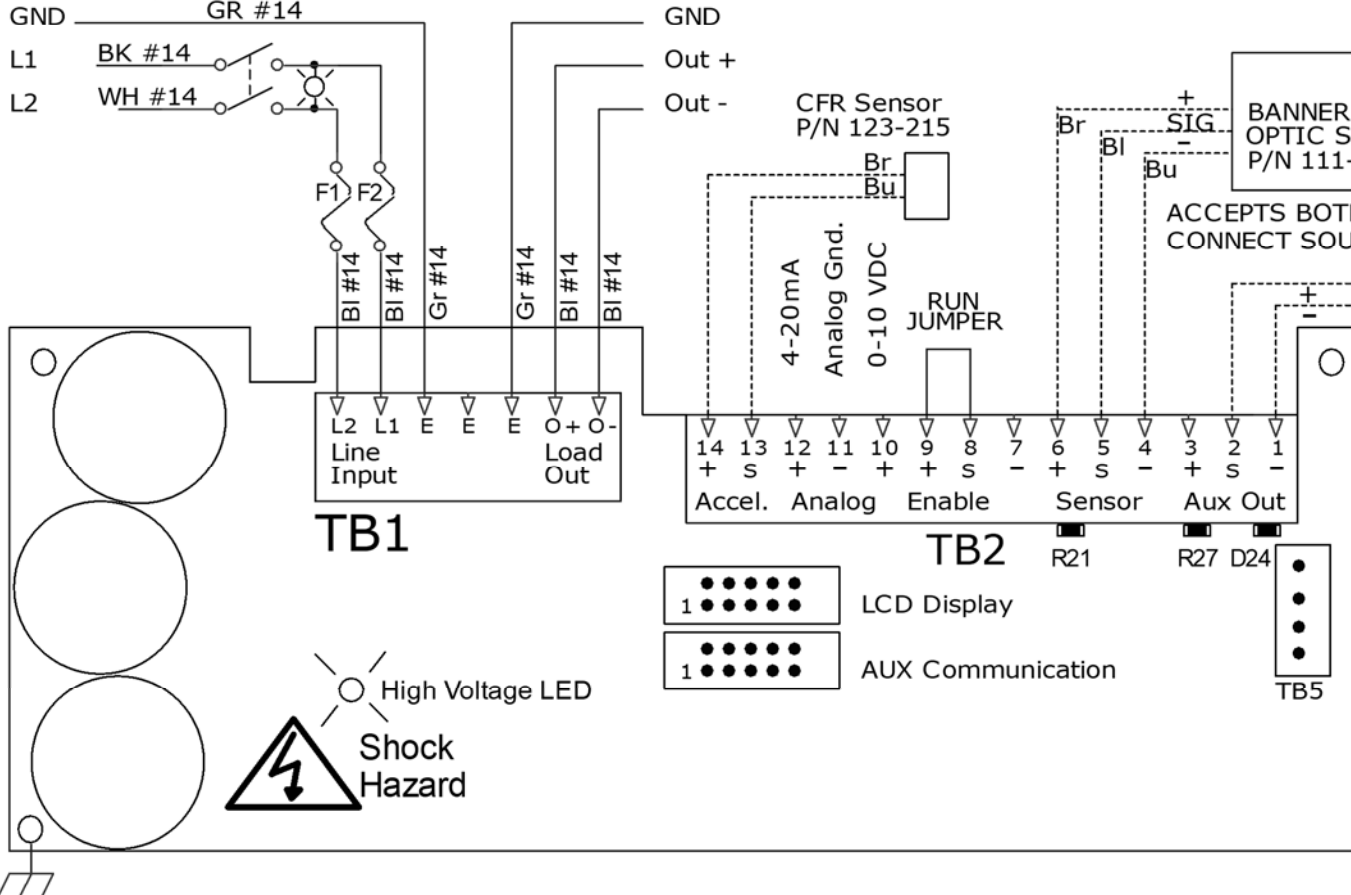 GND GR #14 GND
L1 BK #14 Out +
L2 WH #14 Out -
CFR Sensor
P/N 123-215
Br
Bu
+
SIG
-
Br
Bl
Bu
BANNER
OPTIC S
P/N 111-
ACCEPTS BOT
CONNECT SOU
+
-
F1 F2
Bl #14
Bl #14
Gr #14
Gr #14
Bl #14
Bl #14
4-20mA
Analog Gnd.
0-10 VDC
RUN
JUMPER
L2 L1 E E E O+ O-
Line Load
Input Out
TB1
14 13 12 11 10 9 8 7 6 5 4 3 2 1
+ S + - + + S - + S - + S -
Accel. Analog Enable Sensor Aux Out
TB2
R21 R27 D24
1
LCD Display
1
AUX Communication
TB5
High Voltage LED
Shock
Hazard